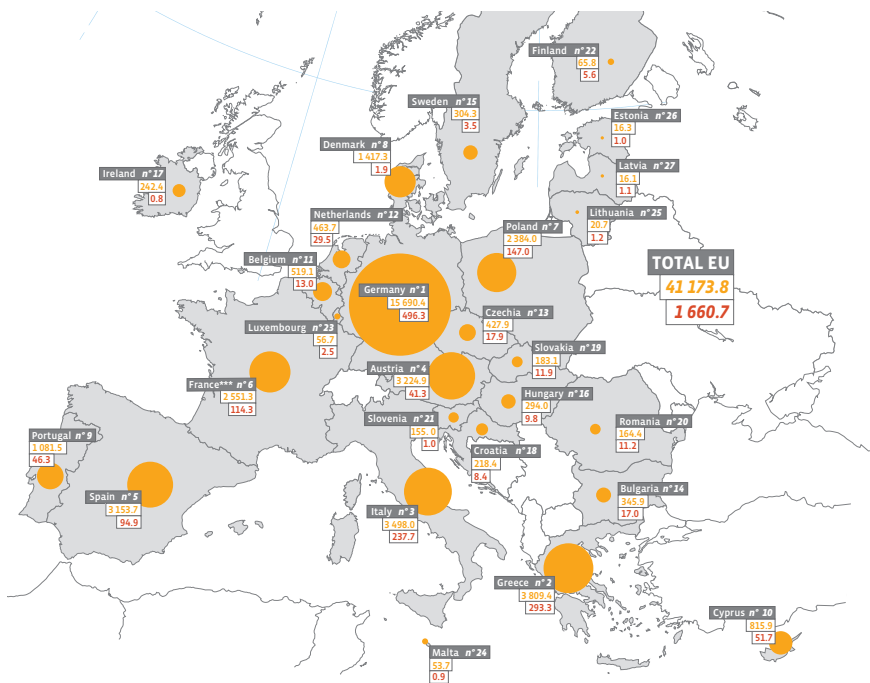 Finland n°22
65.8
5.6
Sweden n°15
304.3
3.5
Estonia n°26
16.3
1.0
Denmark n°8
1 417.3
1.9
Latvia n°27
16.1
1.1
Ireland n°17
242.4
0.8
Lithuania n°25
20.7
1.2
Netherlands n°12
463.7
29.5
Poland n°7
2 384.0
147.0
Belgium n°11
519.1
13.0
TOTAL EU
41 173.8
1 660.7
Germany n°1
15 690.4
496.3
Czechia n°13
427.9
17.9
Luxembourg n°23
56.7
2.5
Slovakia n°19
183.1
11.9
Austria n°4
3 224.9
41.3
France*** n°6
2 551.3
114.3
Hungary n°16
294.0
9.8
Slovenia n°21
155. 0
1.0
Romania n°20
164.4
11.2
Portugal n°9
1 081.5
46.3
Croatia n°18
218.4
8.4
Bulgaria n°14
345.9
17.0
Spain n°5
3 153.7
94.9
Italy n°3
3 498.0
237.7
Greece n°2
3 809.4
293.3
Cyprus n° 10
815.9
51.7
Malta n°24
53.7
0.9